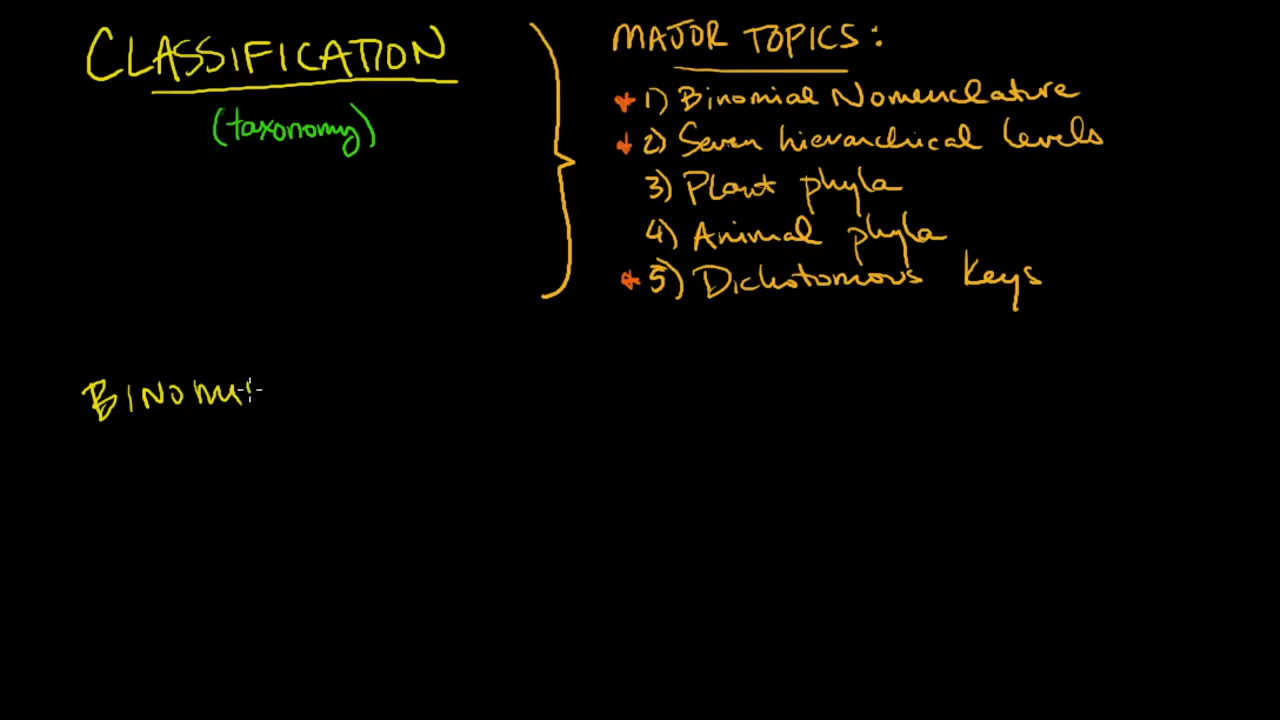 CLASSIFICATION
(taxonomy)
MAJOR TOPICS:
1) Binomial Nomenclature
2) Seven hierarchical levels
3) Plant phyla
4) Animal phyla
5) Dichotomous Keys
BINOMI